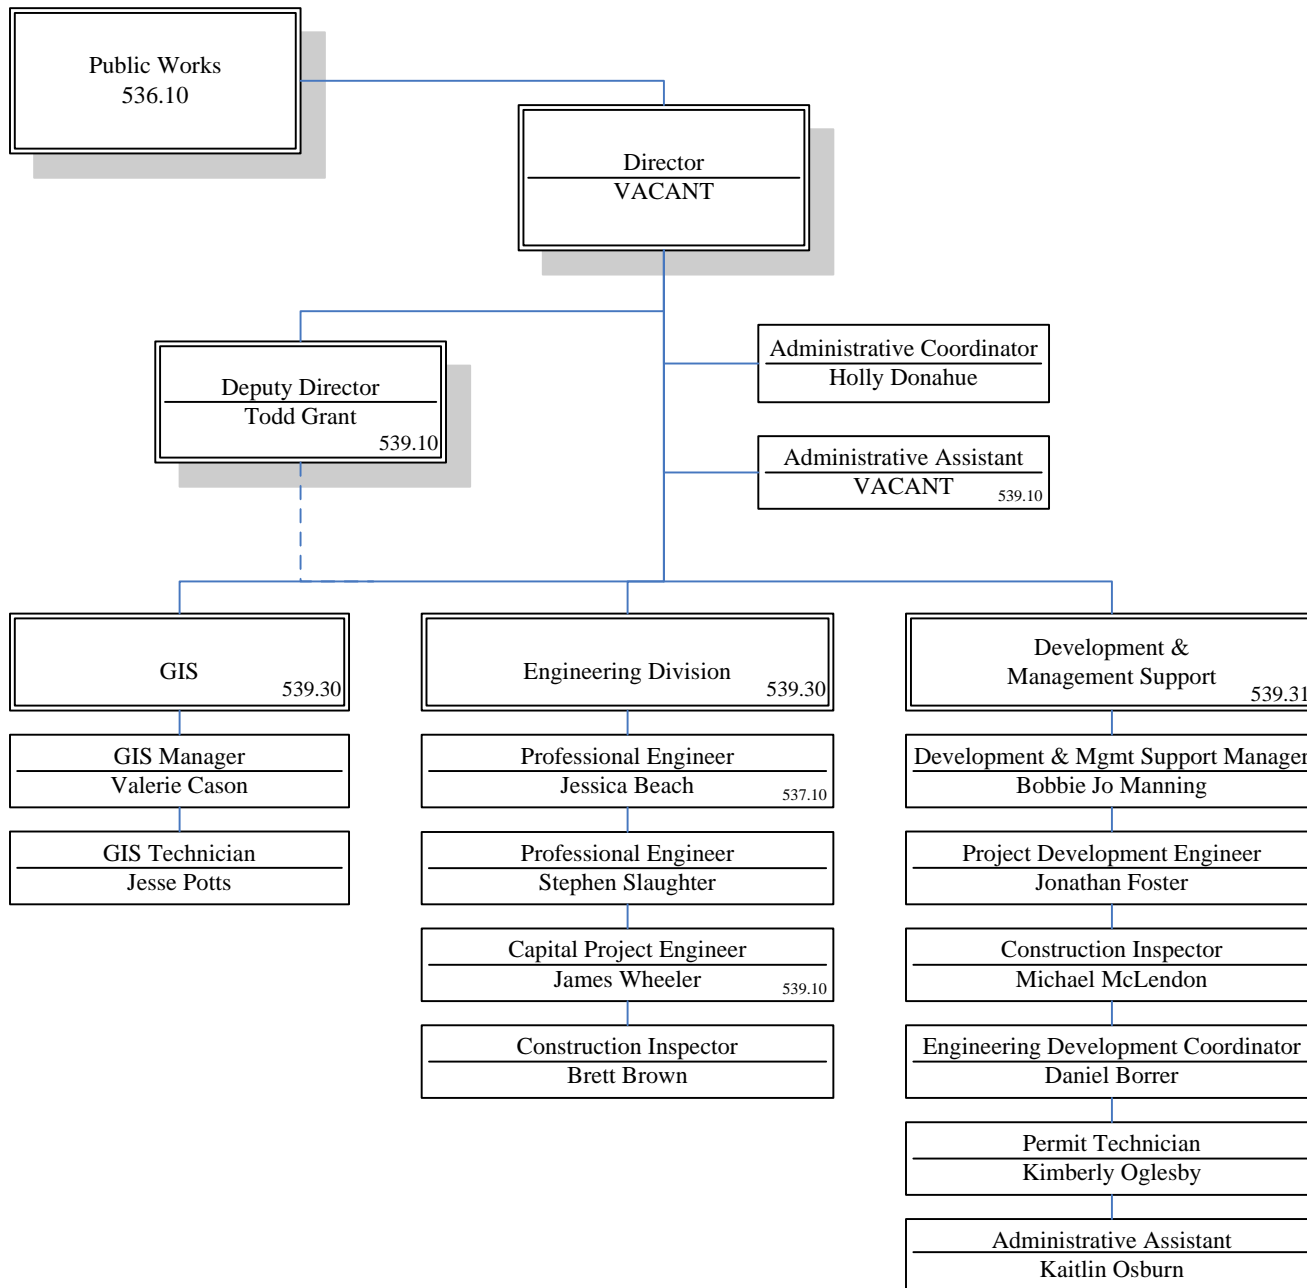 Public Works
536.10
Director
VACANT
Deputy Director
Todd Grant
539.10
Administrative Coordinator
Holly Donahue
Administrative Assistant
VACANT
539.10
GIS
539.30
GIS Manager
Valerie Cason
GIS Technician
Jesse Potts
Engineering Division
539.30
Professional Engineer
Jessica Beach
537.10
Professional Engineer
Stephen Slaughter
Capital Project Engineer
James Wheeler
539.10
Construction Inspector
Brett Brown
Development &
Management Support
539.31
Development & Mgmt Support Manager
Bobbie Jo Manning
Project Development Engineer
Jonathan Foster
Construction Inspector
Michael McLendon
Engineering Development Coordinator
Daniel Borrer
Permit Technician
Kimberly Oglesby
Administrative Assistant
Kaitlin Osburn